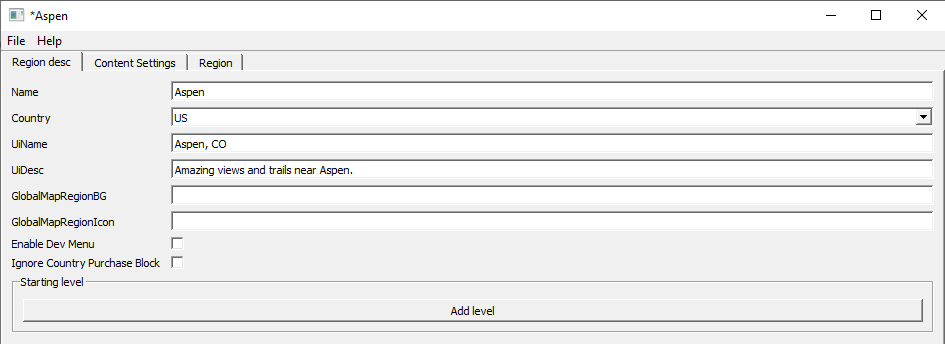 *Aspen
File Help
Region desc Content Settings Region
Name Aspen
Country US
UiName Aspen, CO
UiDesc Amazing views and trails near Aspen.
GlobalMapRegionBG
GlobalMapRegionIcon
Enable Dev Menu
Ignore Country Purchase Block
Starting level
Add level